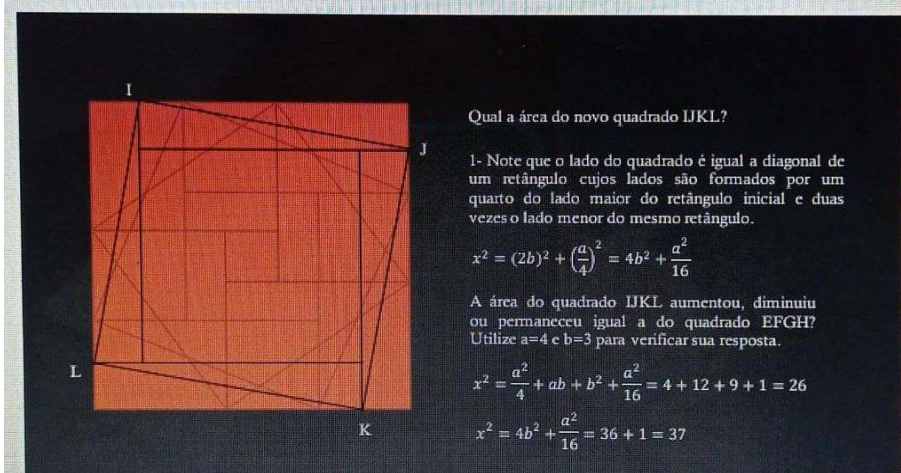 I
J
L
K
Qual a área do novo quadrado IJKL?
1- Note que o lado do quadrado é igual a diagonal de
um retângulo cujos lados são formados por um
quarto do lado maior do retângulo inicial e duas
vezes o lado menor do mesmo retângulo.
x² = (2b)² + (a/4)² = 4b² + a²/16
A área do quadrado IJKL aumentou, diminuiu
ou permaneceu igual a do quadrado EFGH?
Utilize a=4 e b=3 para verificar sua resposta.
x² = a²/4 + ab + b² + a²/16 = 4 + 12 + 9 + 1 = 26
x² = 4b² + a²/16 = 36 + 1 = 37